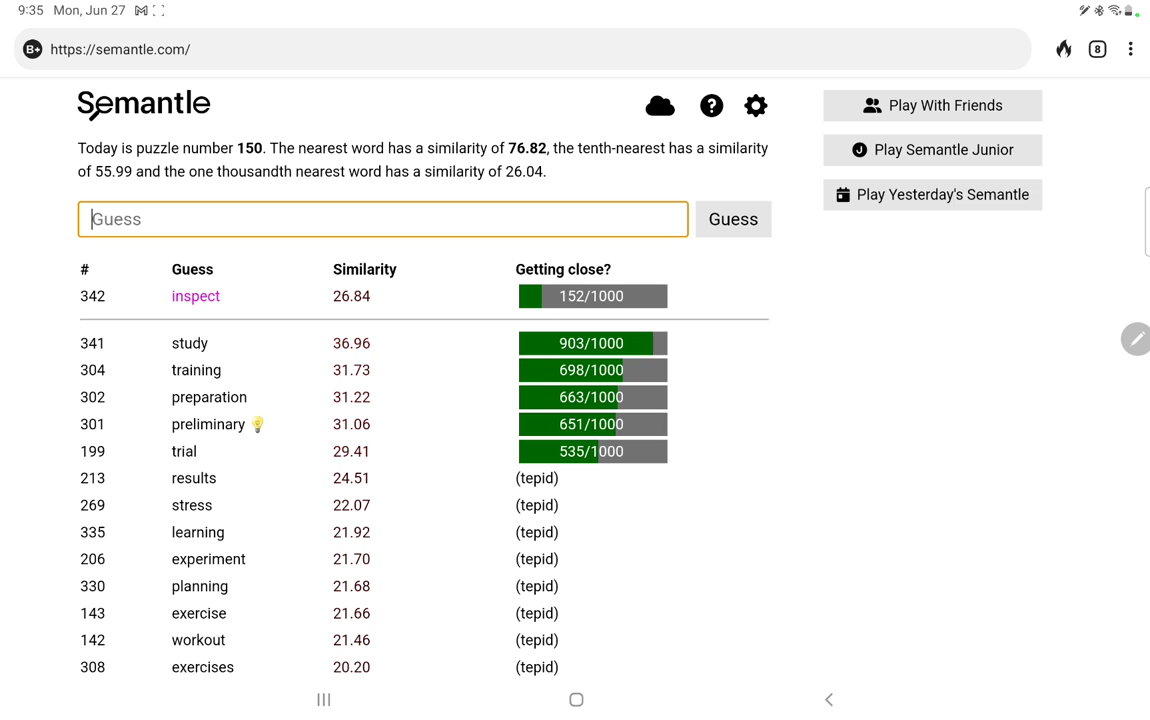 9:35 Mon, Jun 27
B+ https://semantle.com/ 8
Semantle
Play With Friends
Today is puzzle number 150. The nearest word has a similarity of 76.82, the tenth-nearest has a similarity
of 55.99 and the one thousandth nearest word has a similarity of 26.04.
J Play Semantle Junior
Play Yesterday's Semantle
Guess Guess
# Guess Similarity Getting close?
342 inspect 26.84 152/1000
341 study 36.96 903/1000
304 training 31.73 698/1000
302 preparation 31.22 663/1000
301 preliminary 31.06 651/1000
199 trial 29.41 535/1000
213 results 24.51 (tepid)
269 stress 22.07 (tepid)
335 learning 21.92 (tepid)
206 experiment 21.70 (tepid)
330 planning 21.68 (tepid)
143 exercise 21.66 (tepid)
142 workout 21.46 (tepid)
308 exercises 20.20 (tepid)